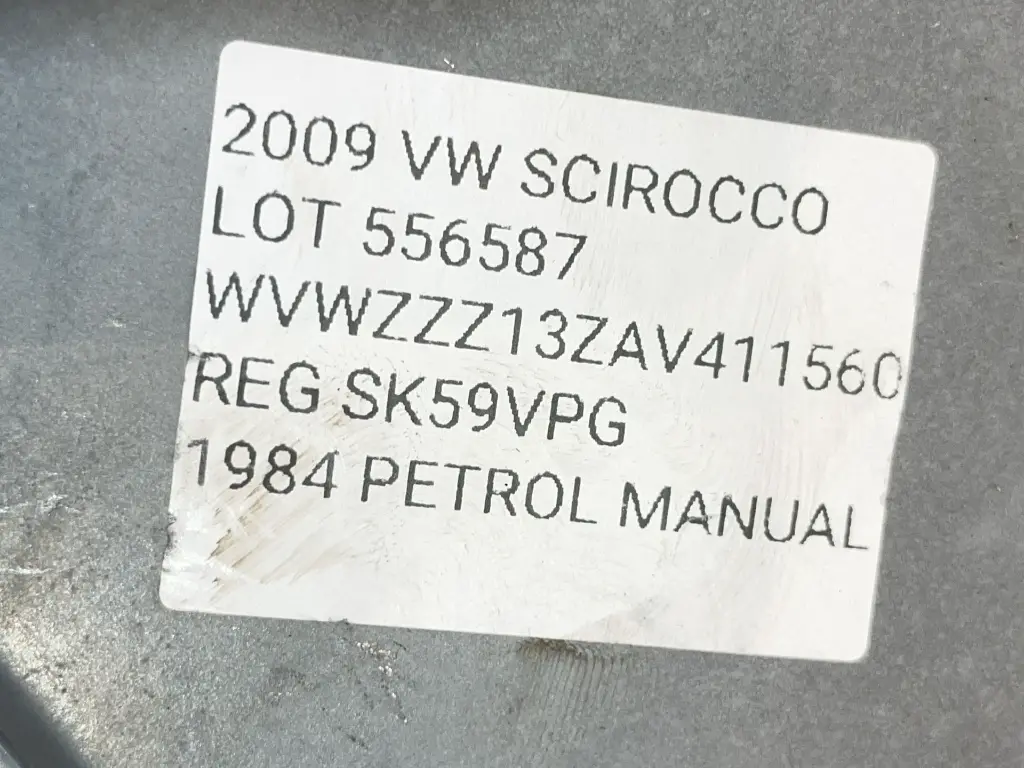 2009 VW SCIROCCO
LOT 556587
WVWZZZ13ZAV411560
REG SK59VPG
1984 PETROL MANUAL